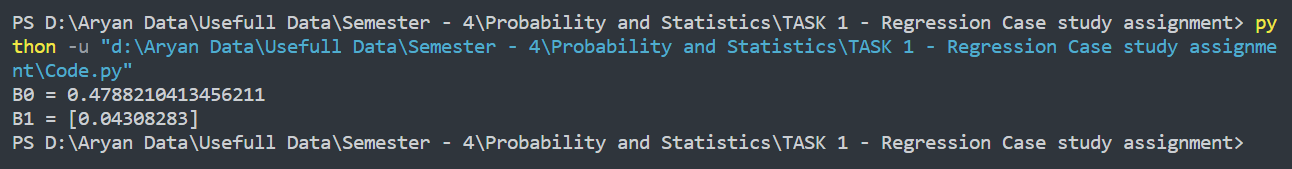 PS D:\Aryan Data\Usefull Data\Semester - 4\Probability and Statistics\TASK 1 - Regression Case study assignment> py
thon -u "d:\Aryan Data\Usefull Data\Semester - 4\Probability and Statistics\TASK 1 - Regression Case study assignme
nt\Code.py"
B0 = 0.4788210413456211
B1 = [0.04308283]
PS D:\Aryan Data\Usefull Data\Semester - 4\Probability and Statistics\TASK 1 - Regression Case study assignment>